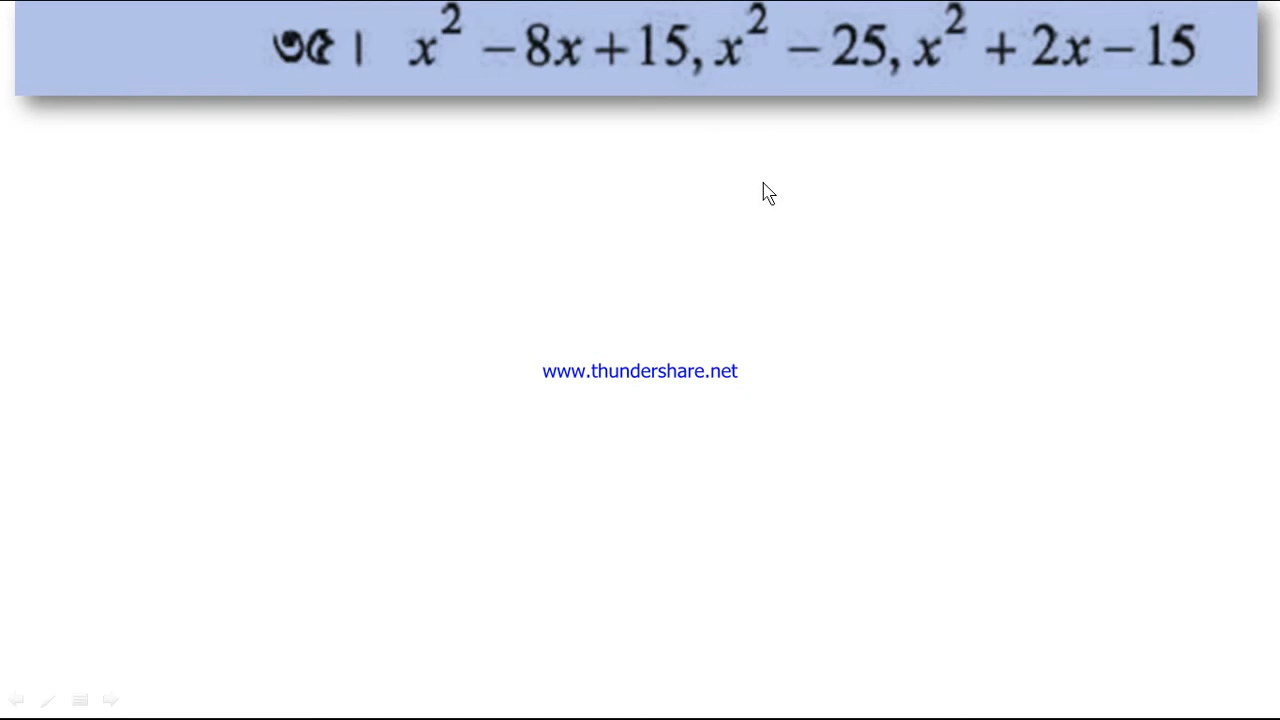 ৩৫। x² − 8x + 15, x² − 25, x² + 2x − 15
www.thundershare.net